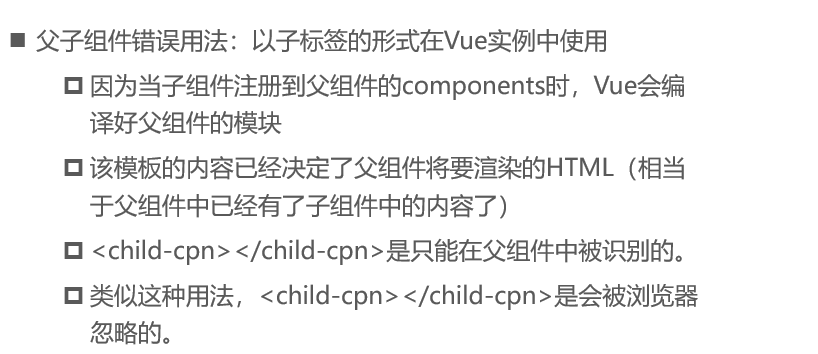 ■ 父子组件错误用法：以子标签的形式在Vue实例中使用
因为当子组件注册到父组件的components时，Vue会编
译好父组件的模块
该模板的内容已经决定了父组件将要渲染的HTML（相当
于父组件中已经有了子组件中的内容了）
<child-cpn></child-cpn>是只能在父组件中被识别的。
类似这种用法，<child-cpn></child-cpn>是会被浏览器
忽略的。